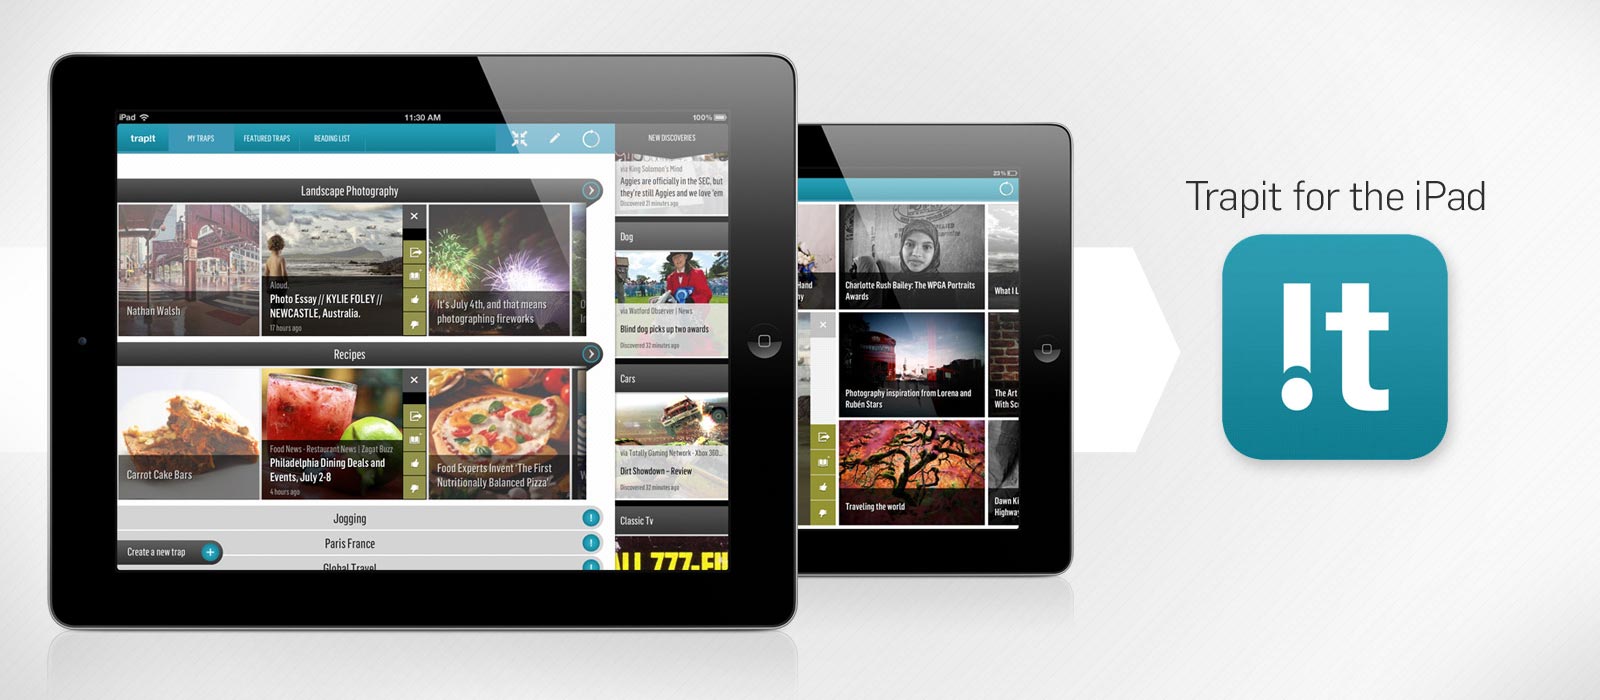 iPad
11:30 AM
100%
trap!t
MY TRAPS
FEATURED TRAPS
READING LIST
NEW DISCOVERIES
Landscape Photography
Nathan Walsh
Aloud.
Photo Essay // KYLIE FOLEY //
NEWCASTLE, Australia.
17 hours ago
It's July 4th, and that means
photographing fireworks
Recipes
Carrot Cake Bars
Food News - Restaurant News | Zagat Buzz
Philadelphia Dining Deals and
Events, July 2-8
4 hours ago
Food Experts Invent 'The First
Nutritionally Balanced Pizza'
Jogging
Paris France
Global Travel
Create a new trap
via King Solomon's Mind
Aggies are officially in the SEC, but
they're still Aggies and we love 'em
Discovered 31 minutes ago
Dog
via Watford Observer | News
Blind dog picks up two awards
Discovered 32 minutes ago
Cars
via Totally Gaming Network - Xbox 360...
Dirt Showdown – Review
Discovered 32 minutes ago
Classic Tv
ALL 777-FI
23%
Hand
Charlotte Rush Bailey: The WPGA Portraits
Awards
What I L
Photography inspiration from Lorena and
Rubén Stars
The Art
With Sc
Traveling the world
Dawn Ki
Highway
Trapit for the iPad
!t